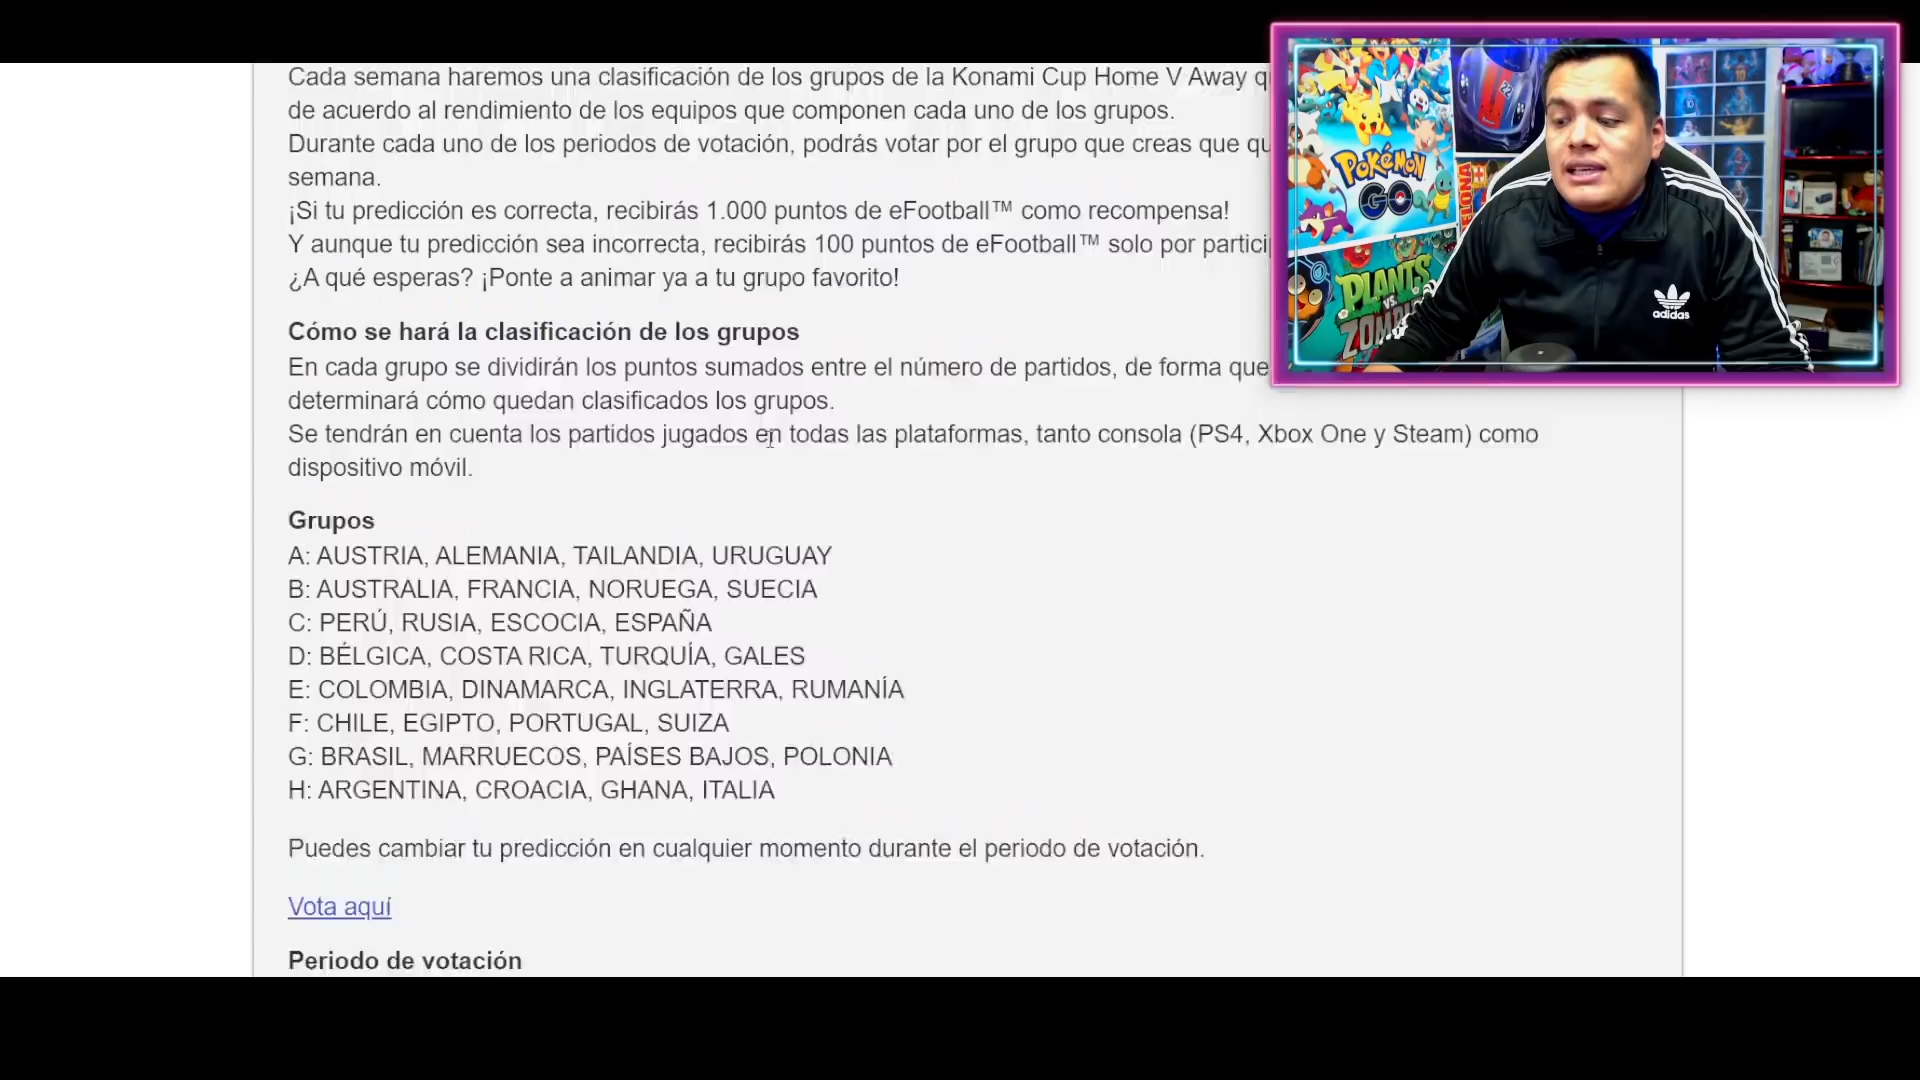 Cada semana haremos una clasificación de los grupos de la Konami Cup Home V Away
de acuerdo al rendimiento de los equipos que componen cada uno de los grupos.
Durante cada uno de los periodos de votación, podrás votar por el grupo que creas que
semana.
¡Si tu predicción es correcta, recibirás 1.000 puntos de eFootball™ como recompensa!
Y aunque tu predicción sea incorrecta, recibirás 100 puntos de eFootball™ solo por
¿A qué esperas? ¡Ponte a animar ya a tu grupo favorito!
Cómo se hará la clasificación de los grupos
En cada grupo se dividirán los puntos sumados entre el número de partidos, de forma que
determinará cómo quedan clasificados los grupos.
Se tendrán en cuenta los partidos jugados en todas las plataformas, tanto consola (PS4, Xbox One y Steam) como
dispositivo móvil.
Grupos
A: AUSTRIA, ALEMANIA, TAILANDIA, URUGUAY
B: AUSTRALIA, FRANCIA, NORUEGA, SUECIA
C: PERÚ, RUSIA, ESCOCIA, ESPAÑA
D: BÉLGICA, COSTA RICA, TURQUÍA, GALES
E: COLOMBIA, DINAMARCA, INGLATERRA, RUMANÍA
F: CHILE, EGIPTO, PORTUGAL, SUIZA
G: BRASIL, MARRUECOS, PAÍSES BAJOS, POLONIA
H: ARGENTINA, CROACIA, GHANA, ITALIA
Puedes cambiar tu predicción en cualquier momento durante el periodo de votación.
Vota aquí
Periodo de votación
POKÉMON
GO
PLANTS
VS.
22
adidas